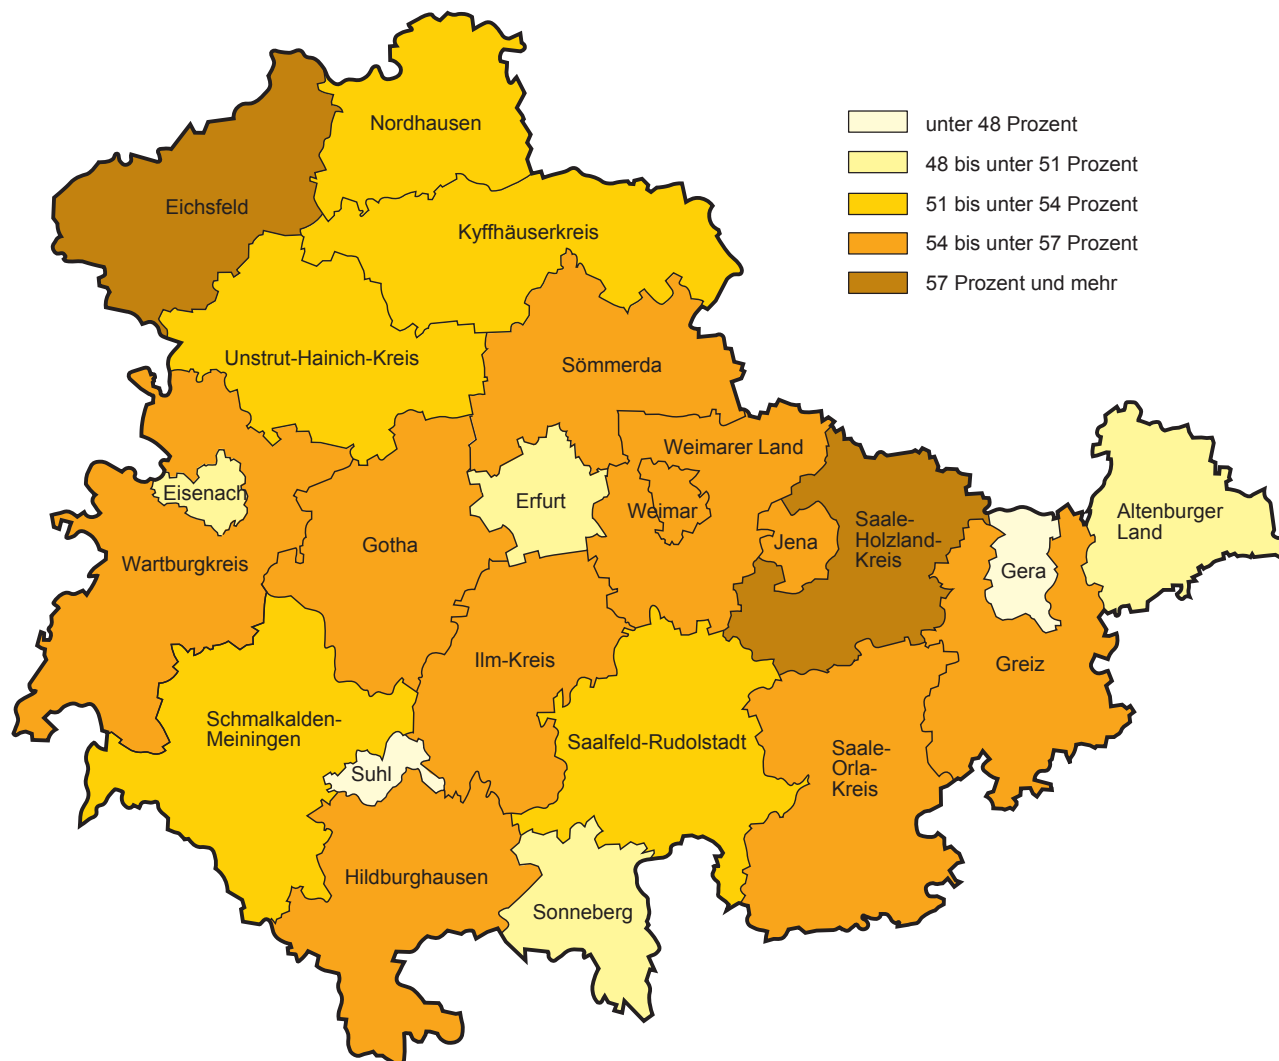 Nordhausen
unter 48 Prozent
48 bis unter 51 Prozent
51 bis unter 54 Prozent
54 bis unter 57 Prozent
57 Prozent und mehr
Eichsfeld
Kyffhäuserkreis
Unstrut-Hainich-Kreis
Sömmerda
Weimarer Land
Eisenach
Erfurt
Weimar
Saale-
Holzland-
Kreis
Altenburger
Land
Wartburgkreis
Gotha
Jena
Gera
Ilm-Kreis
Greiz
Schmalkalden-
Meiningen
Saalfeld-Rudolstadt
Saale-
Orla-
Kreis
Suhl
Hildburghausen
Sonneberg